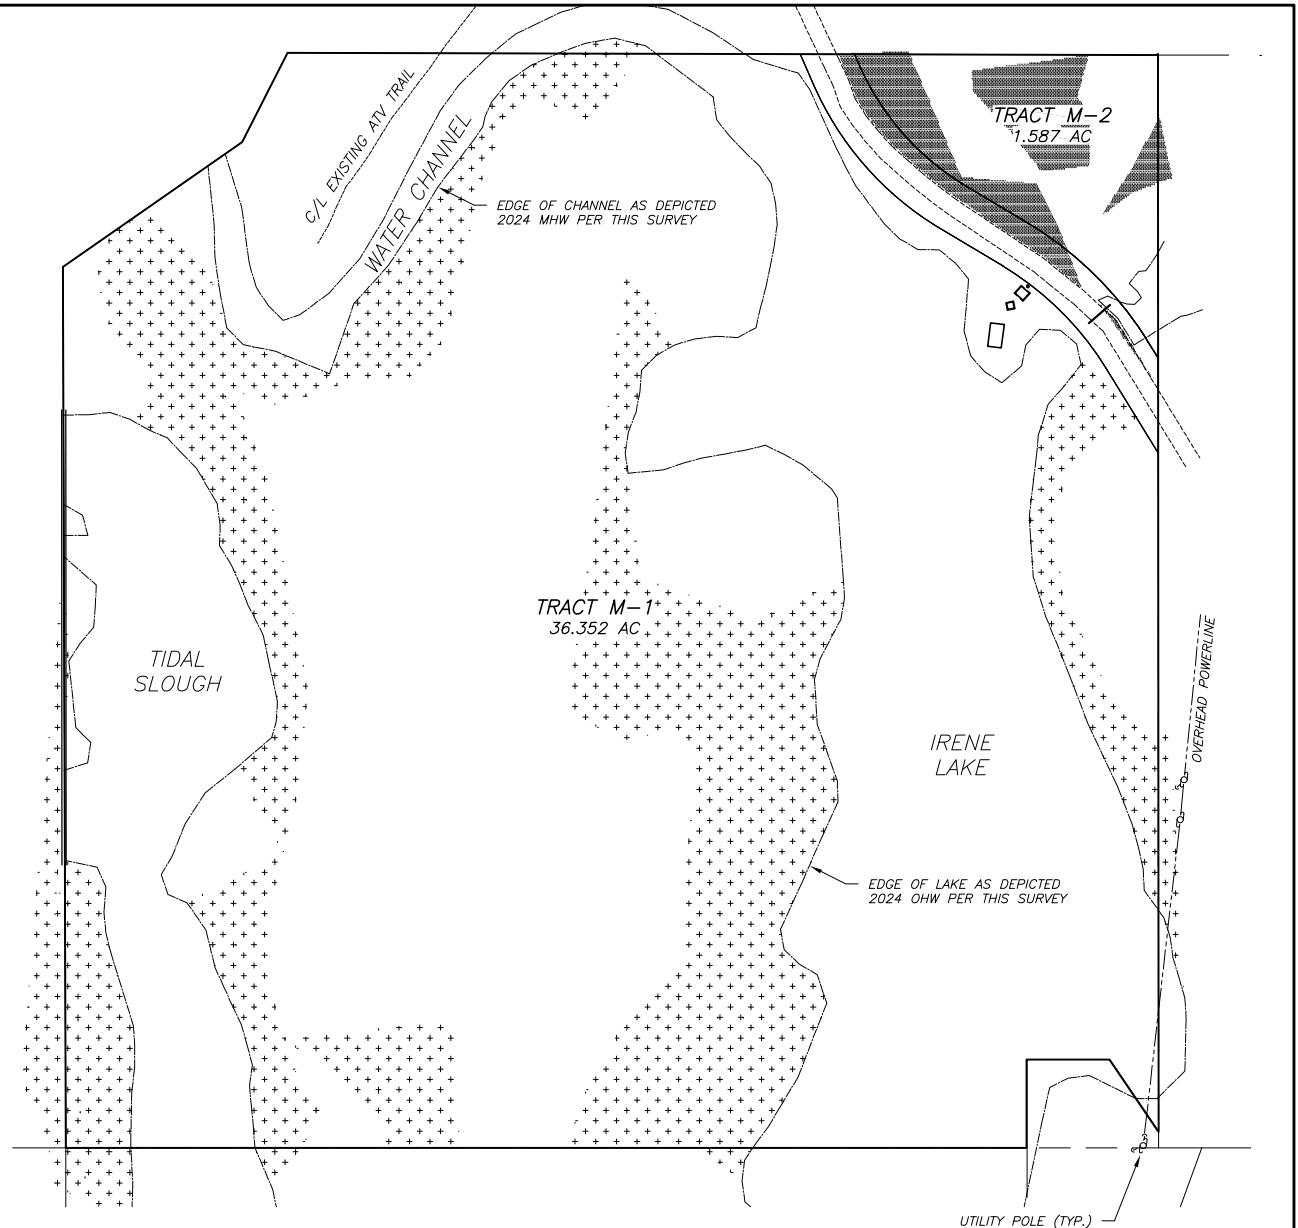 C/L EXISTING ATV TRAIL
WATER CHANNEL
TRACT M-2
1.587 AC
EDGE OF CHANNEL AS DEPICTED
2024 MHW PER THIS SURVEY
TRACT M-1
36.352 AC
TIDAL
SLOUGH
OVERHEAD POWERLINE
IRENE
LAKE
EDGE OF LAKE AS DEPICTED
2024 OHW PER THIS SURVEY
UTILITY POLE (TYP.)